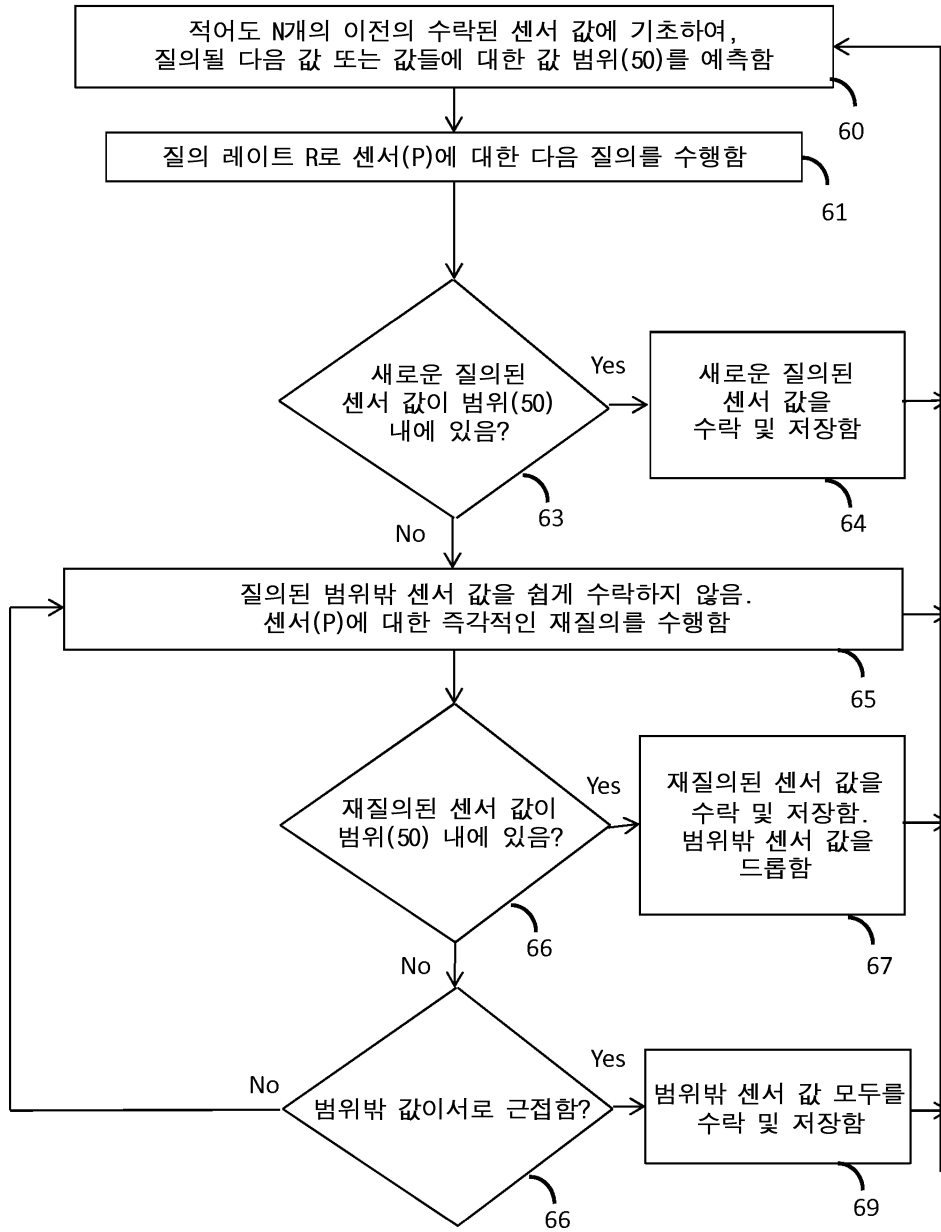 적어도 N개의 이전의 수락된 센서 값에 기초하여,
질의될 다음 값 또는 값들에 대한 값 범위(50)를 예측함
60
질의 레이트 R로 센서(P)에 대한 다음 질의를 수행함
61
새로운 질의된
센서 값이 범위(50)
내에 있음?
63
Yes
새로운 질의된
센서 값을
수락 및 저장함
64
No
질의된 범위밖 센서 값을 쉽게 수락하지 않음.
센서(P)에 대한 즉각적인 재질의를 수행함
65
재질의된 센서 값이
범위(50) 내에 있음?
66
Yes
재질의된 센서 값을
수락 및 저장함.
범위밖 센서 값을
드롭함
67
No
범위밖 값이서로 근접함?
66
No
Yes
범위밖 센서 값 모두를
수락 및 저장함
69